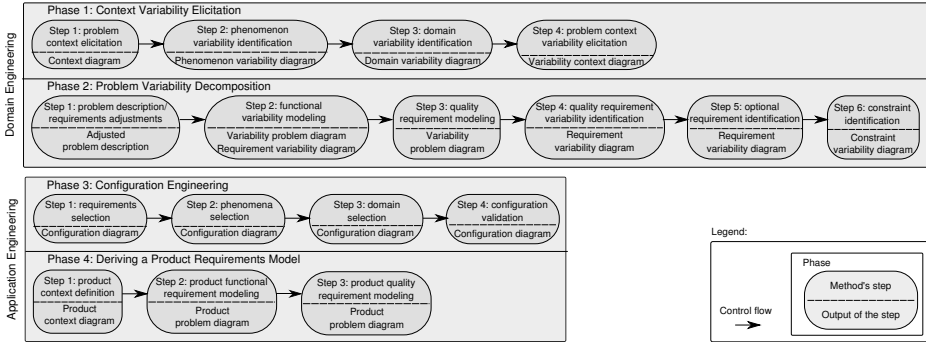 Domain Engineering
Phase 1: Context Variability Elicitation
Step 1: problem
context elicitation
Context diagram
Step 2: phenomenon
variability identification
Phenomenon variability diagram
Step 3: domain
variability identification
Domain variability diagram
Step 4: problem context
variability elicitation
Variability context diagram
Phase 2: Problem Variability Decomposition
Step 1: problem description/
requirements adjustments
Adjusted
problem description
Step 2: functional
variability modeling
Variability problem diagram
Requirement variability diagram
Step 3: quality
requirement modeling
Variability
problem diagram
Step 4: quality requirement
variability identification
Requirement
variability diagram
Step 5: optional
requirement identification
Requirement
variability diagram
Step 6: constraint
identification
Constraint
variability diagram
Application Engineering
Phase 3: Configuration Engineering
Step 1: requirements
selection
Configuration diagram
Step 2: phenomena
selection
Configuration diagram
Step 3: domain
selection
Configuration diagram
Step 4: configuration
validation
Configuration diagram
Phase 4: Deriving a Product Requirements Model
Step 1: product
context definition
Product
context diagram
Step 2: product functional
requirement modeling
Product
problem diagram
Step 3: product quality
requirement modeling
Product
problem diagram
Legend:
Control flow
Phase
Method's step
Output of the step